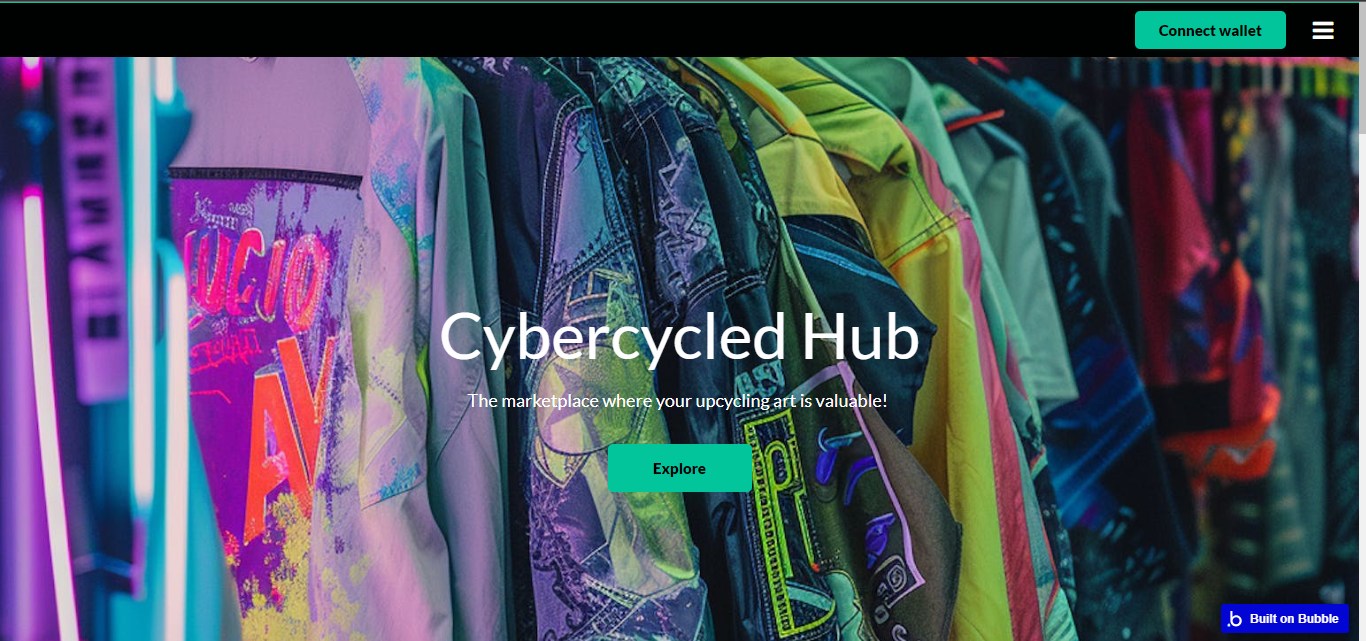 Connect wallet
Cybercycled Hub
The marketplace where your upcycling art is valuable!
Explore
Built on Bubble